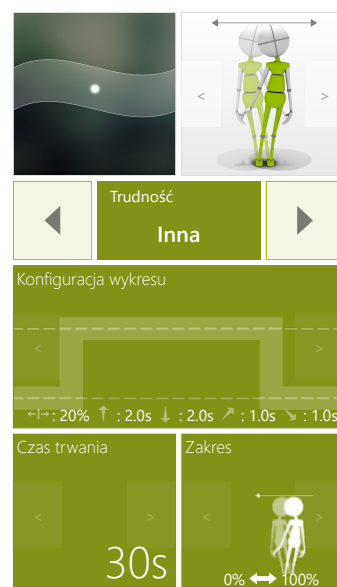 < >
Trudność
Inna
Konfiguracja wykresu
< >
: 20% : 2.0s : 2.0s : 1.0s : 1.0s
Czas trwania
Zakres
< >
< >
30s
0% 100%